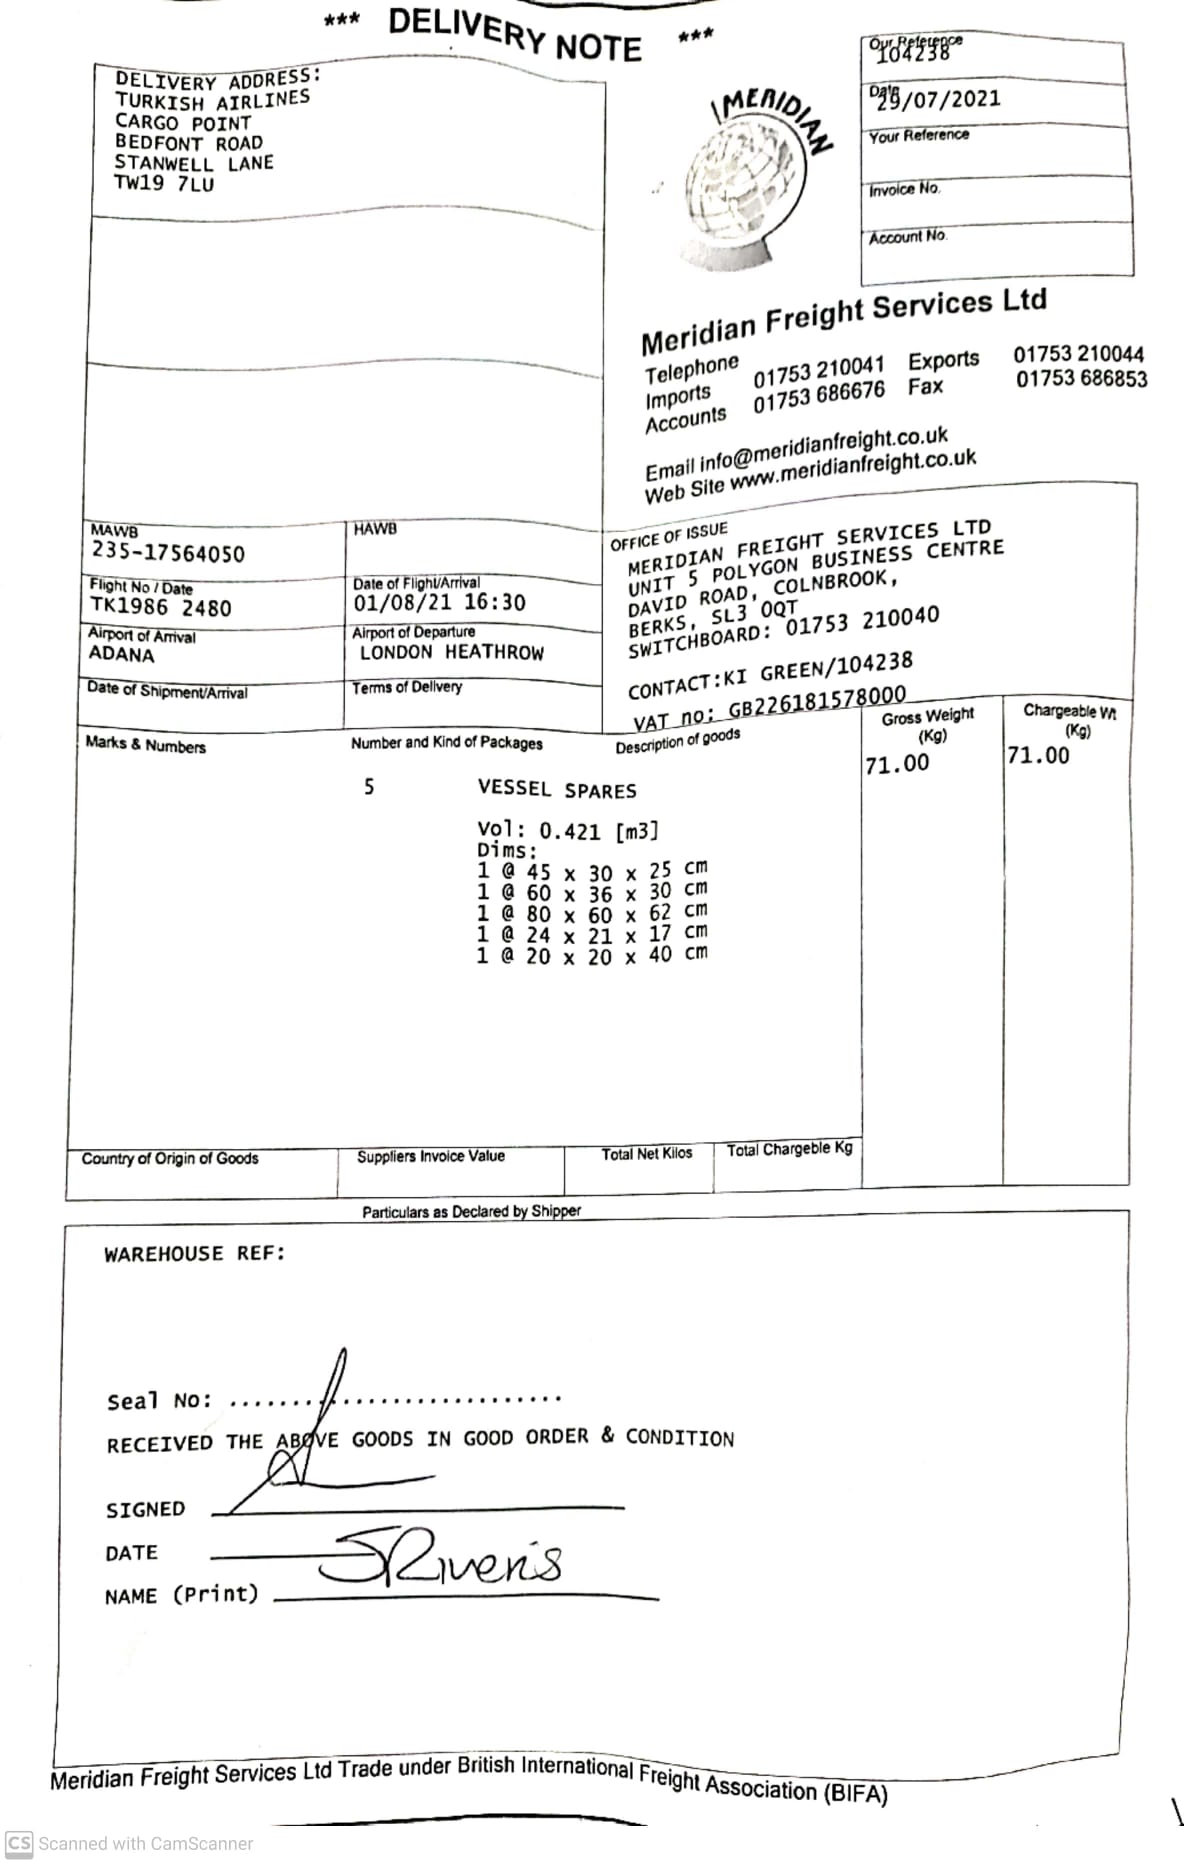 *** DELIVERY NOTE ***
DELIVERY ADDRESS:
TURKISH AIRLINES
CARGO POINT
BEDFONT ROAD
STANWELL LANE
TW19 7LU
MERIDIAN
Our Reference
104238
Date
29/07/2021
Your Reference
Invoice No.
Account No.
Meridian Freight Services Ltd
Telephone
Imports 01753 210041 Exports 01753 210044
Accounts 01753 686676 Fax 01753 686853
Email info@meridianfreight.co.uk
Web Site www.meridianfreight.co.uk
MAWB HAWB
235-17564050
Flight No / Date Date of Flight/Arrival
TK1986 2480 01/08/21 16:30
Airport of Arrival Airport of Departure
ADANA LONDON HEATHROW
Date of Shipment/Arrival Terms of Delivery
OFFICE OF ISSUE
MERIDIAN FREIGHT SERVICES LTD
UNIT 5 POLYGON BUSINESS CENTRE
DAVID ROAD, COLNBROOK,
BERKS, SL3 0QT
SWITCHBOARD: 01753 210040
CONTACT:KI GREEN/104238
VAT no: GB226181578000
Marks & Numbers Number and Kind of Packages Description of goods Gross Weight (Kg) Chargeable Wt (Kg)
5 VESSEL SPARES 71.00 71.00
Vol: 0.421 [m3]
Dims:
1 @ 45 x 30 x 25 cm
1 @ 60 x 36 x 30 cm
1 @ 80 x 60 x 62 cm
1 @ 24 x 21 x 17 cm
1 @ 20 x 20 x 40 cm
Country of Origin of Goods Suppliers Invoice Value Total Net Kilos Total Chargeble Kg
Particulars as Declared by Shipper
WAREHOUSE REF:
Seal No: ..................................
RECEIVED THE ABOVE GOODS IN GOOD ORDER & CONDITION
SIGNED
DATE
NAME (Print)
Meridian Freight Services Ltd Trade under British International Freight Association (BIFA)
CS Scanned with CamScanner